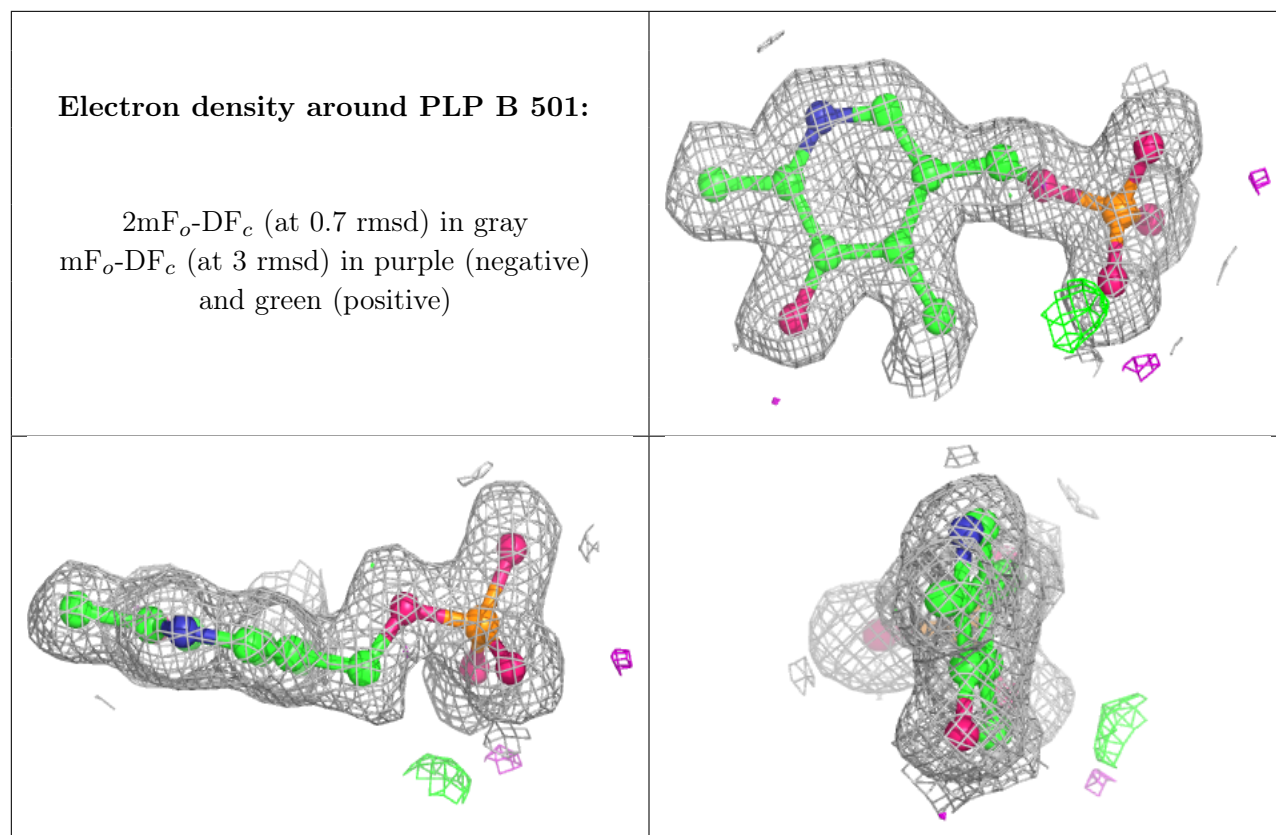 Electron density around PLP B 501:
2mFo-DFc (at 0.7 rmsd) in gray
mFo-DFc (at 3 rmsd) in purple (negative)
and green (positive)